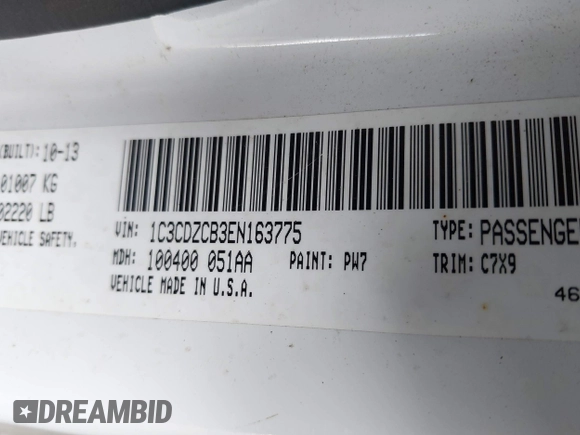 (BUILT): 10-13
01007 KG
02220 LB
VEHICLE SAFETY.
VIN: 1C3CDZCB3EN163775
TYPE: PASSENGE
MDH: 100400 051AA
PAINT: PW7
TRIM: C7X9
VEHICLE MADE IN U.S.A.
46
DREAMBID